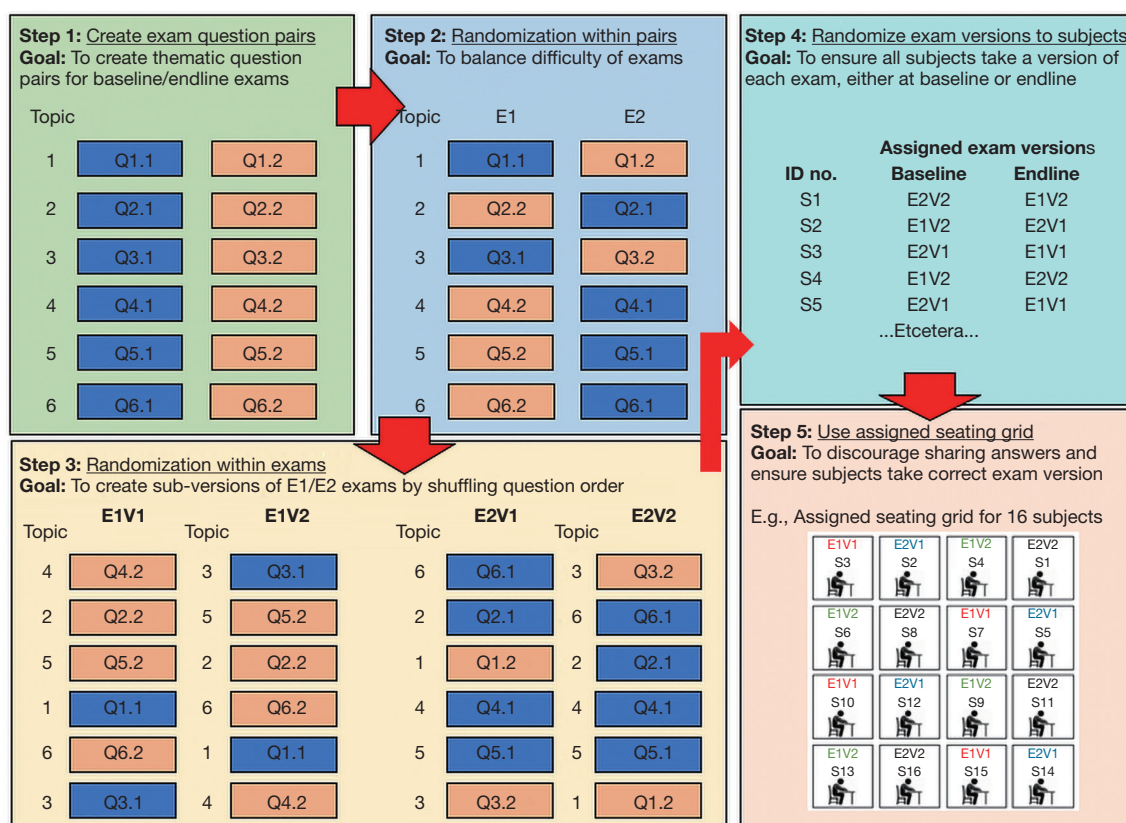 Step 1: Create exam question pairs
Goal: To create thematic question
pairs for baseline/endline exams
Topic
1 Q1.1 Q1.2
2 Q2.1 Q2.2
3 Q3.1 Q3.2
4 Q4.1 Q4.2
5 Q5.1 Q5.2
6 Q6.1 Q6.2
Step 2: Randomization within pairs
Goal: To balance difficulty of exams
Topic E1 E2
1 Q1.1 Q1.2
2 Q2.2 Q2.1
3 Q3.1 Q3.2
4 Q4.2 Q4.1
5 Q5.2 Q5.1
6 Q6.2 Q6.1
Step 3: Randomization within exams
Goal: To create sub-versions of E1/E2 exams by shuffling question order
E1V1 E1V2 E2V1 E2V2
Topic Topic Topic Topic
4 Q4.2 3 Q3.1 6 Q6.1 3 Q3.2
2 Q2.2 5 Q5.2 2 Q2.1 6 Q6.1
5 Q5.2 2 Q2.2 1 Q1.2 2 Q2.1
1 Q1.1 6 Q6.2 4 Q4.1 4 Q4.1
6 Q6.2 1 Q1.1 5 Q5.1 5 Q5.1
3 Q3.1 4 Q4.2 3 Q3.2 1 Q1.2
Step 4: Randomize exam versions to subjects
Goal: To ensure all subjects take a version of
each exam, either at baseline or endline
Assigned exam versions
ID no. Baseline Endline
S1 E2V2 E1V2
S2 E1V2 E2V1
S3 E2V1 E1V1
S4 E1V2 E2V2
S5 E2V1 E1V1
...Etcetera...
Step 5: Use assigned seating grid
Goal: To discourage sharing answers and
ensure subjects take correct exam version
E.g., Assigned seating grid for 16 subjects
E1V1 E2V1 E1V2 E2V2
S3 S2 S4 S1
E1V2 E2V2 E1V1 E2V1
S6 S8 S7 S5
E1V1 E2V1 E1V2 E2V2
S10 S12 S9 S11
E1V2 E2V2 E1V1 E2V1
S13 S16 S15 S14